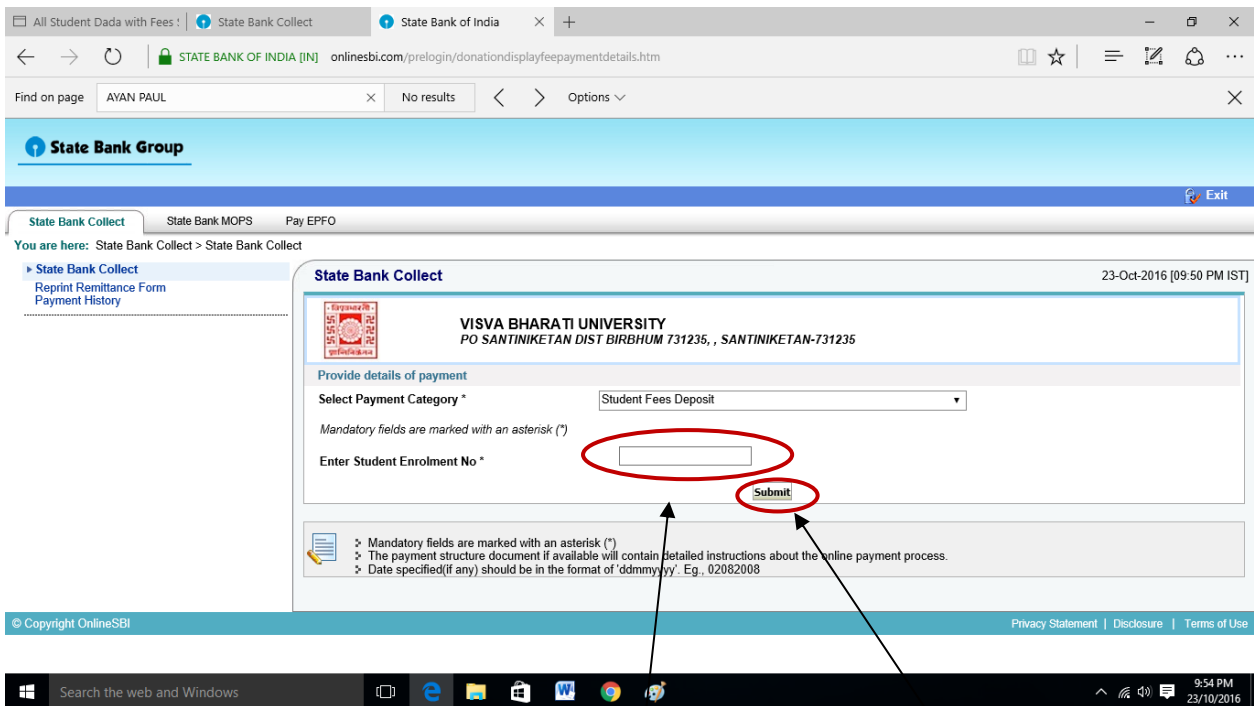 All Student Dada with Fees S State Bank Collect State Bank of India
STATE BANK OF INDIA [IN] onlinesbi.com/prelogin/donationdisplayfeepaymentdetails.htm
Find on page AYAN PAUL No results Options
State Bank Group
Exit
State Bank Collect State Bank MOPS Pay EPFO
You are here: State Bank Collect > State Bank Collect
State Bank Collect
Reprint Remittance Form
Payment History
State Bank Collect 23-Oct-2016 [09:50 PM IST]
VISVA BHARATI UNIVERSITY
PO SANTINIKETAN DIST BIRBHUM 731235, , SANTINIKETAN-731235
Provide details of payment
Select Payment Category * Student Fees Deposit
Mandatory fields are marked with an asterisk (*)
Enter Student Enrolment No *
Submit
Mandatory fields are marked with an asterisk (*)
The payment structure document if available will contain detailed instructions about the online payment process.
Date specified(if any) should be in the format of 'ddmmyyyy'. Eg., 02082008
© Copyright OnlineSBI Privacy Statement | Disclosure | Terms of Use
Search the web and Windows 9:54 PM
23/10/2016